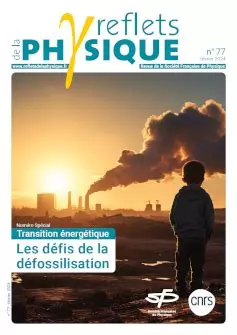 reflets
de la
PHYSIQUE
n° 77
février 2024
www.refletsdelaphysique.fr
Revue de la Société Française de Physique
Numéro Spécial
Transition énergétique
Les défis de la
défossilisation
sfp
Société Française
de Physique
cnrs